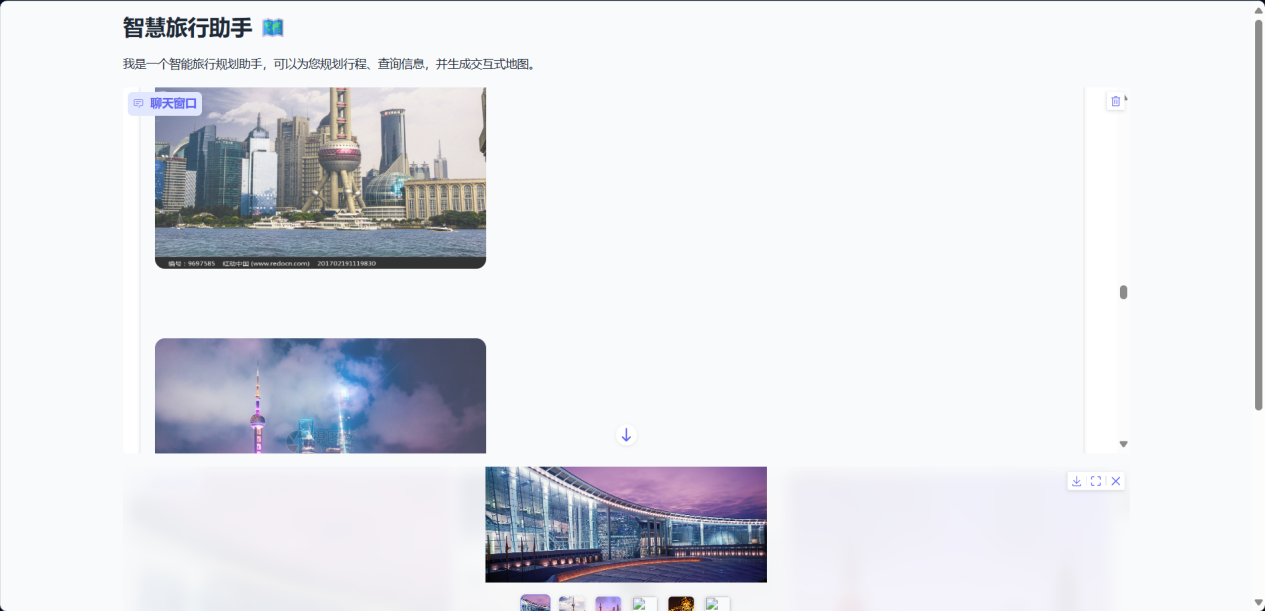 智慧旅行助手
我是一个智能旅行规划助手，可以为您规划行程、查询信息，并生成交互式地图。
聊天窗口
编号：9697585 红动中国 (www.redocn.com) 20170219111983​0